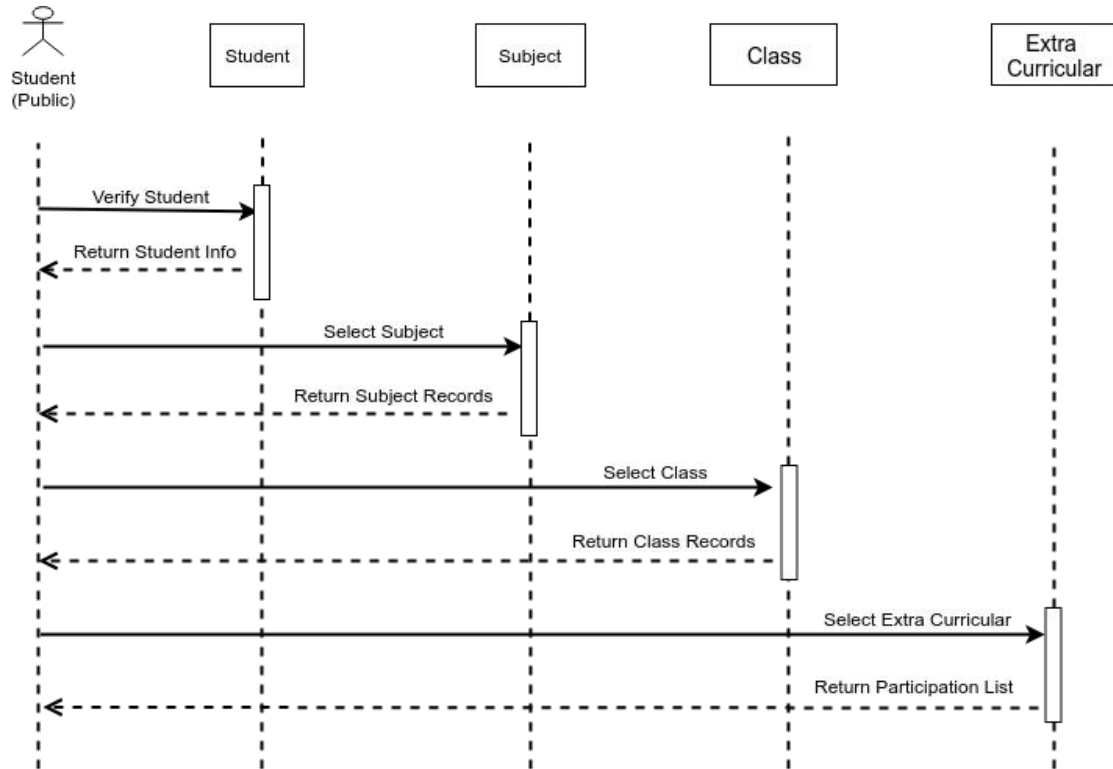 Student
(Public)
Student
Subject
Class
Extra
Curricular
Verify Student
Return Student Info
Select Subject
Return Subject Records
Select Class
Return Class Records
Select Extra Curricular
Return Participation List